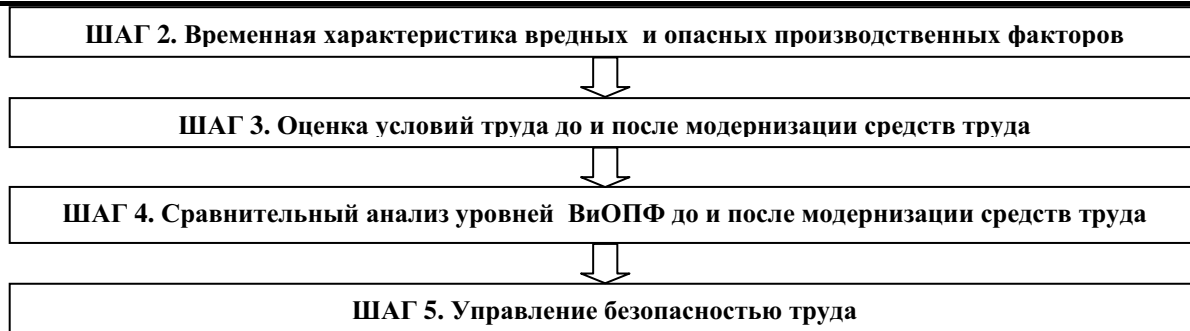 ШАГ 2. Временная характеристика вредных и опасных производственных факторов
ШАГ 3. Оценка условий труда до и после модернизации средств труда
ШАГ 4. Сравнительный анализ уровней ВиОПФ до и после модернизации средств труда
ШАГ 5. Управление безопасностью труда